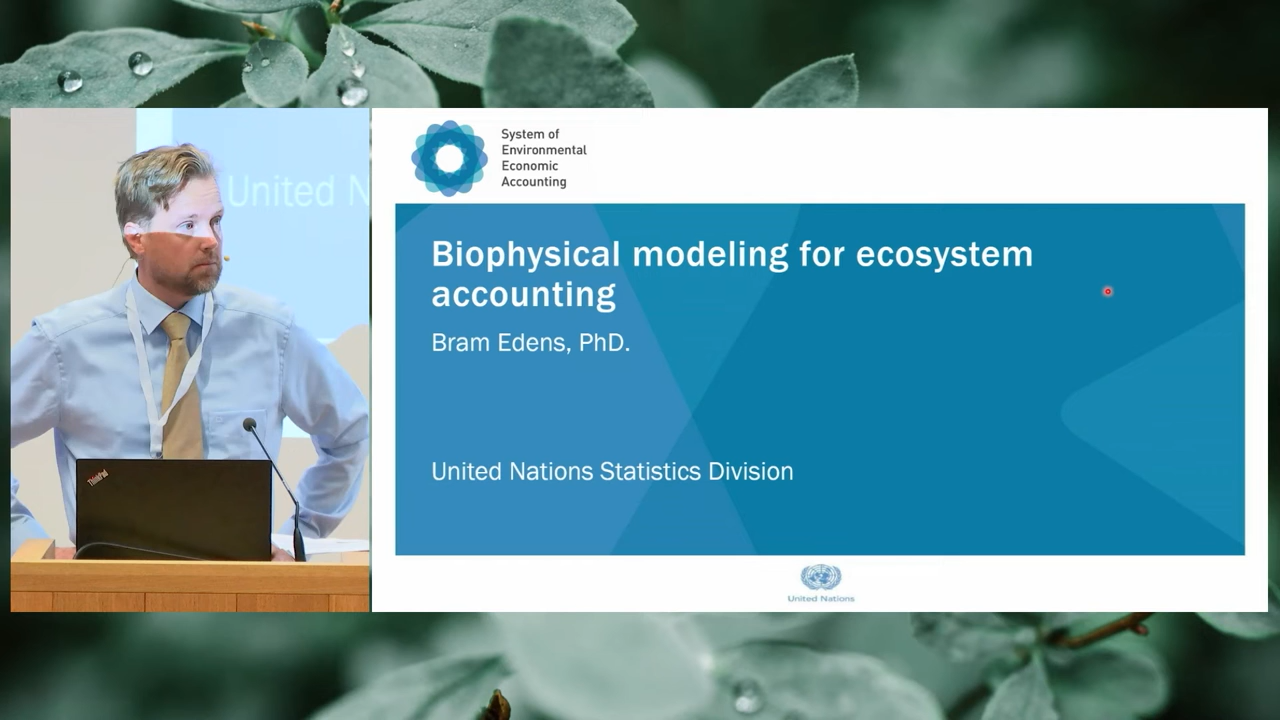 United N
ThinkPad
System of
Environmental
Economic
Accounting
Biophysical modeling for ecosystem
accounting
Bram Edens, PhD.
United Nations Statistics Division
United Nations